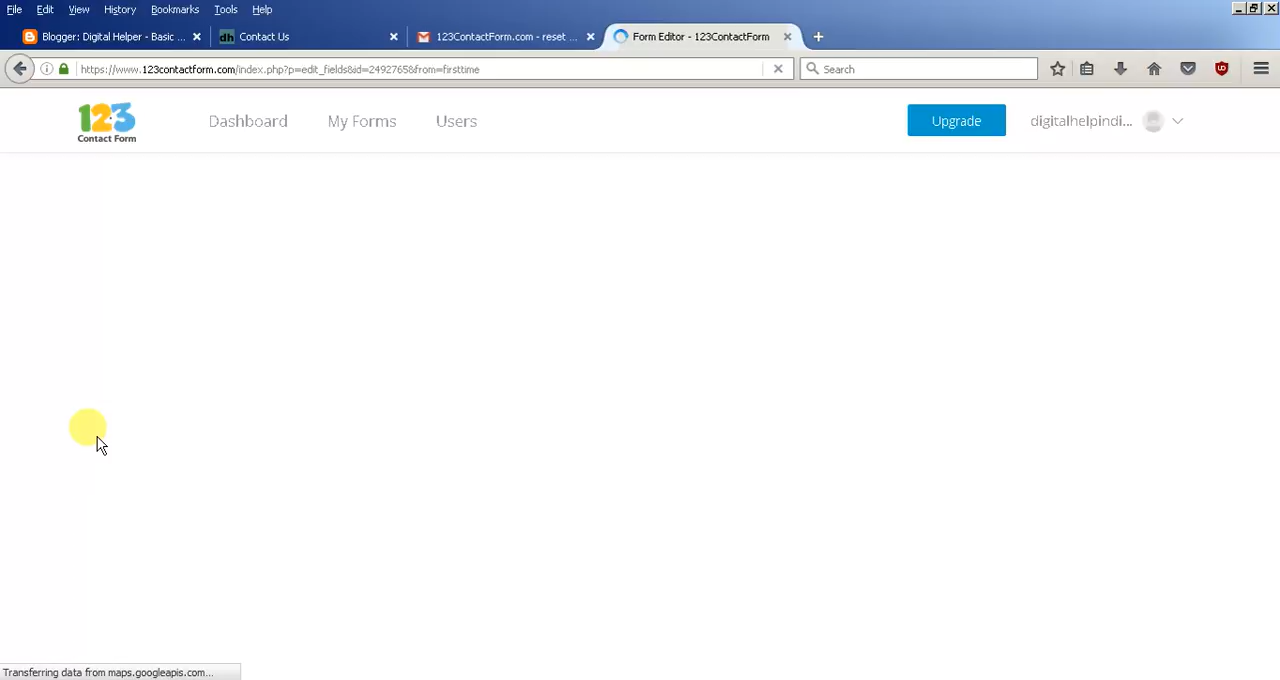 File Edit View History Bookmarks Tools Help
Blogger: Digital Helper - Basic ... dh Contact Us 123ContactForm.com - reset ... Form Editor - 123ContactForm
https://www.123contactform.com/index.php?p=edit_fields&id=2492765&from=firsttime Search
123 Contact Form Dashboard My Forms Users Upgrade digitalhelpindi...
Transferring data from maps.googleapis.com...